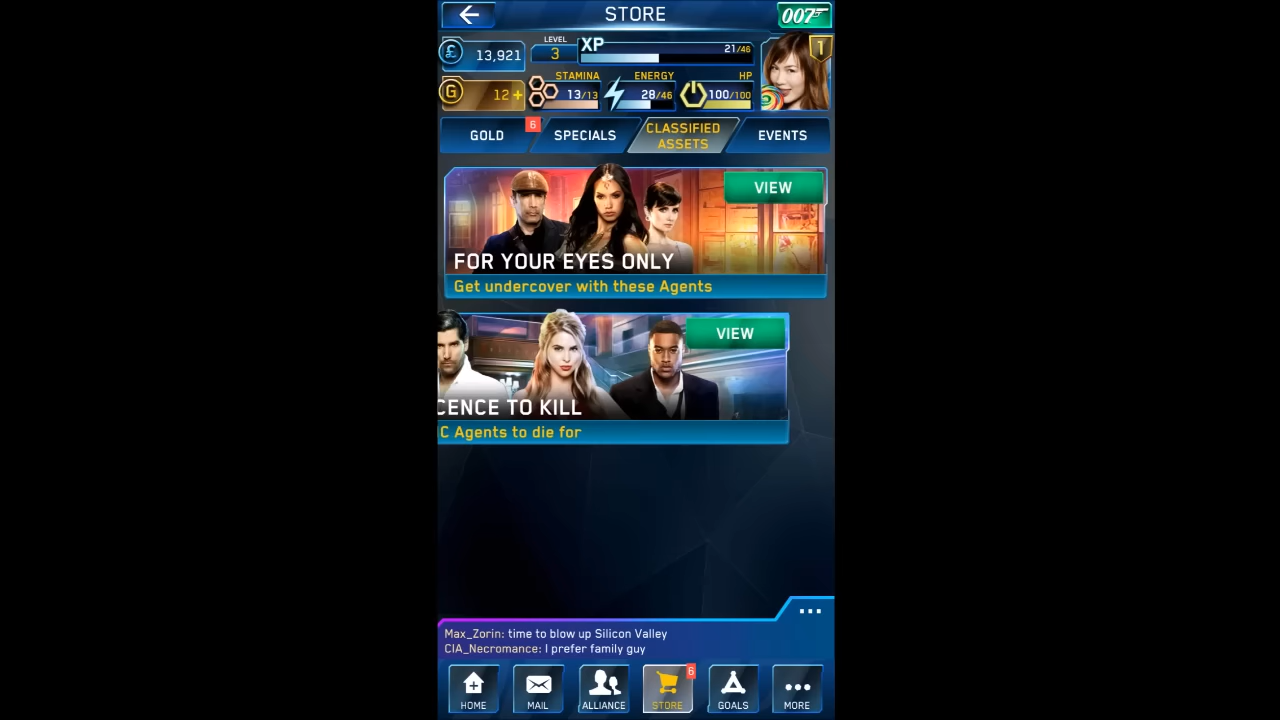 STORE
007
£ 13,921
LEVEL
3
XP
21/46
1
G 12+
STAMINA
13/13
ENERGY
28/46
HP
100/100
GOLD
6
SPECIALS
CLASSIFIED
ASSETS
EVENTS
VIEW
FOR YOUR EYES ONLY
Get undercover with these Agents
VIEW
CENCE TO KILL
C Agents to die for
Max_Zorin: time to blow up Silicon Valley
CIA_Necromance: I prefer family guy
HOME
MAIL
ALLIANCE
6
STORE
GOALS
MORE